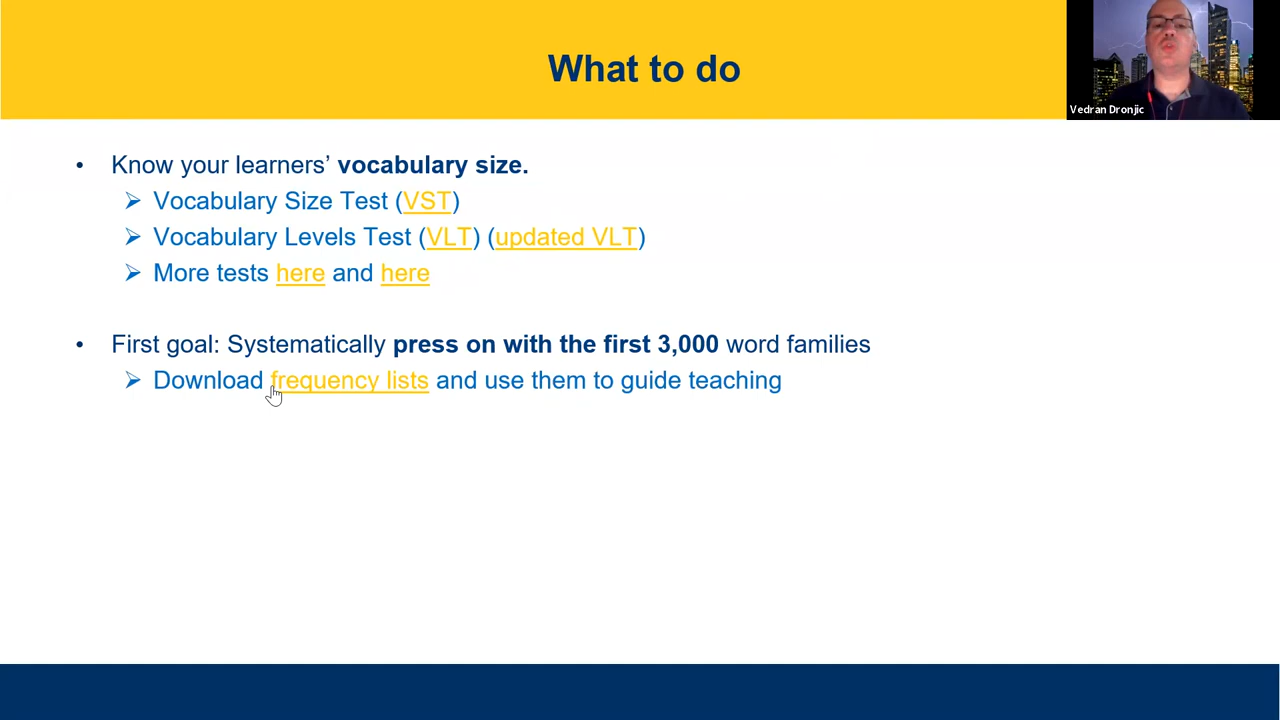 What to do
Vedran Dronjic
• Know your learners’ vocabulary size.
➢ Vocabulary Size Test (VST)
➢ Vocabulary Levels Test (VLT) (updated VLT)
➢ More tests here and here
• First goal: Systematically press on with the first 3,000 word families
➢ Download frequency lists and use them to guide teaching